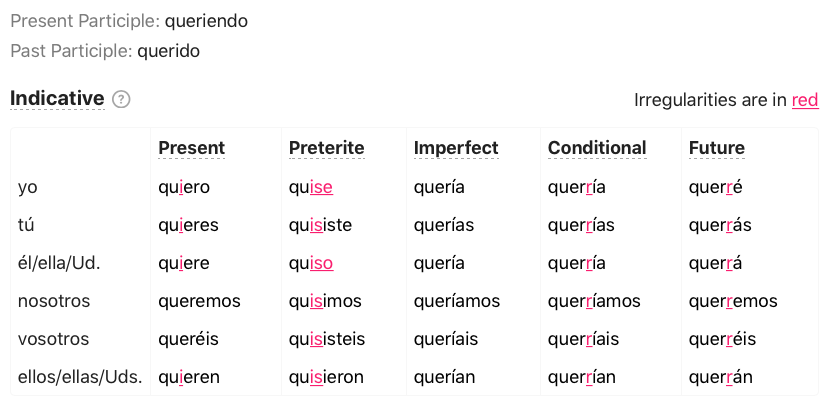 Present Participle: queriendo
Past Participle: querido
Indicative ? Irregularities are in red
Present Preterite Imperfect Conditional Future
yo quiero quise quería querría querré
tú quieres quisiste querías querrías querrás
él/ella/Ud. quiere quiso quería querría querrá
nosotros queremos quisimos queríamos querríamos querremos
vosotros queréis quisisteis queríais querríais querréis
ellos/ellas/Uds. quieren quisieron querían querrían querrán